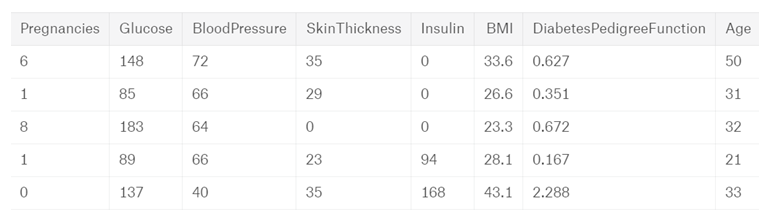 Pregnancies Glucose BloodPressure SkinThickness Insulin BMI DiabetesPedigreeFunction Age
6 148 72 35 0 33.6 0.627 50
1 85 66 29 0 26.6 0.351 31
8 183 64 0 0 23.3 0.672 32
1 89 66 23 94 28.1 0.167 21
0 137 40 35 168 43.1 2.288 33